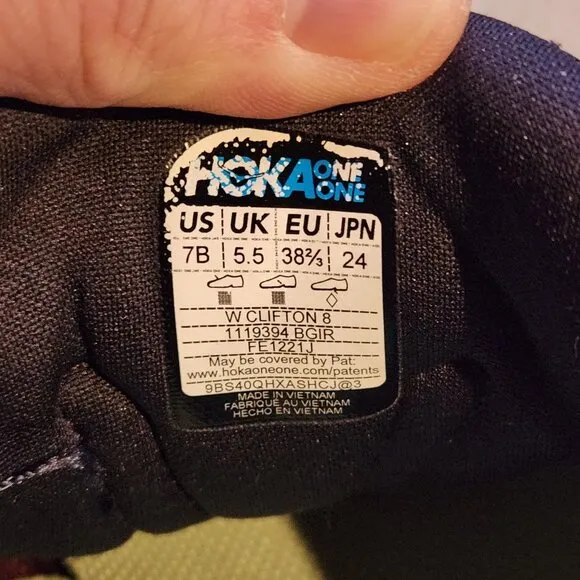 HOKA ONE ONE
US UK EU JPN
7B 5.5 38⅔ 24
W CLIFTON 8
1119394 BGIR
FE1221J
May be covered by Pat:
www.hokaoneone.com/patents
9BS40QHXASHCJ@3
MADE IN VIETNAM
FABRIQUÉ AU VIETNAM
HECHO EN VIETNAM